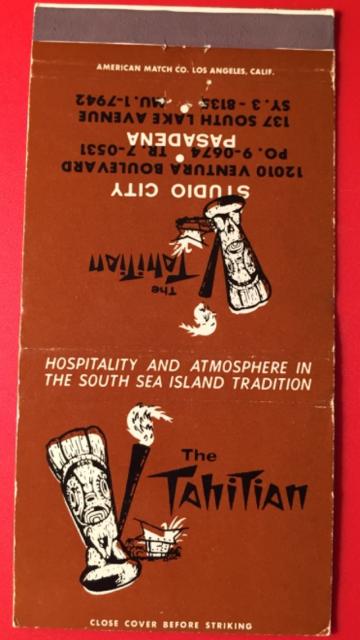 AMERICAN MATCH CO. LOS ANGELES, CALIF.
The
TAHITIAN
STUDIO CITY
12010 VENTURA BOULEVARD
PO. 9-0674 TR. 7-0531
PASADENA
137 SOUTH LAKE AVENUE
SY. 3 - 8135 MU. 1-7942
HOSPITALITY AND ATMOSPHERE IN
THE SOUTH SEA ISLAND TRADITION
The
TAHITIAN
CLOSE COVER BEFORE STRIKING